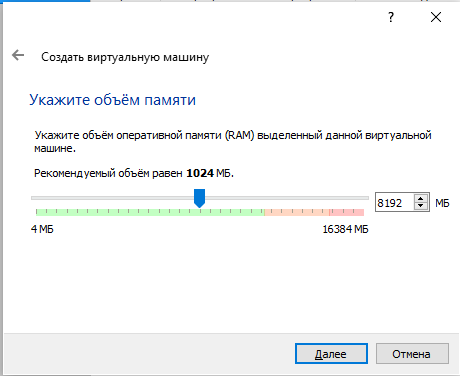 ?
Создать виртуальную машину
Укажите объём памяти
Укажите объём оперативной памяти (RAM) выделенный данной виртуальной
машине.
Рекомендуемый объём равен 1024 МБ.
8192 МБ
4 МБ 16384 МБ
Далее Отмена